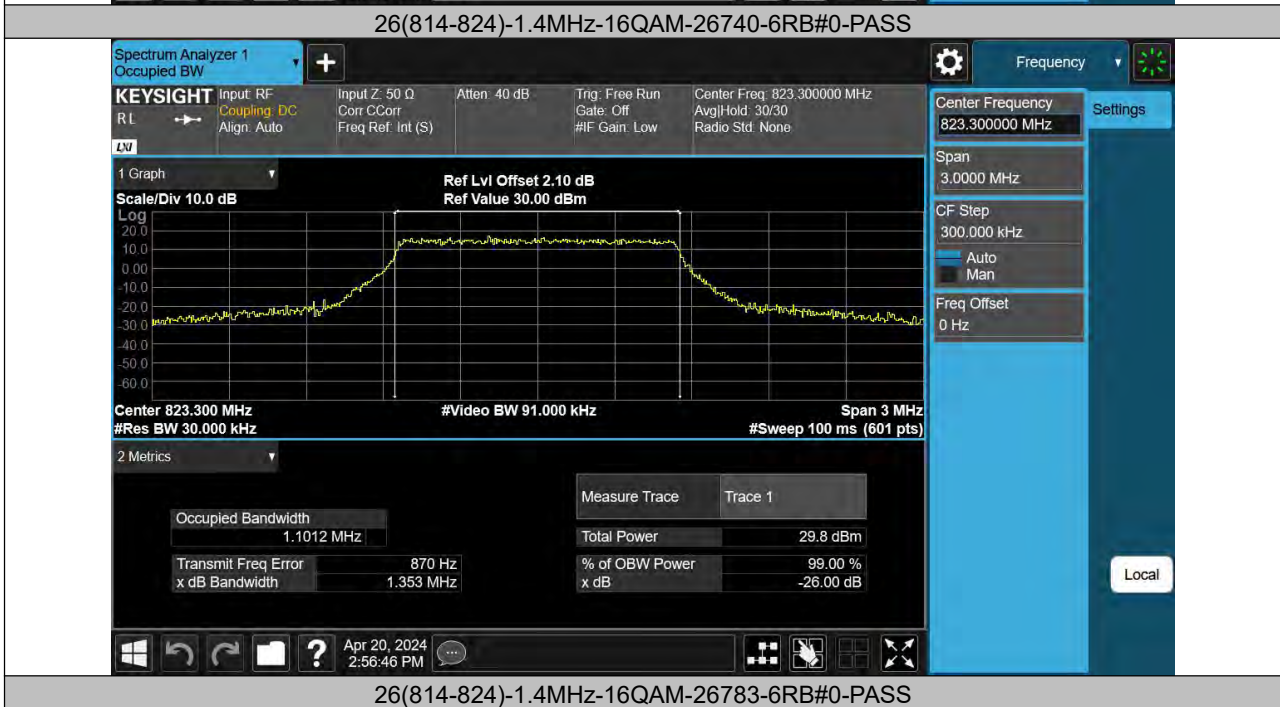 26(814-824)-1.4MHz-16QAM-26740-6RB#0-PASS
Spectrum Analyzer 1
Occupied BW
+
Frequency
KEYSIGHT
RL
LXI
Input: RF
Coupling: DC
Align: Auto
Input Z: 50 Ω
Corr CCorr
Freq Ref: Int (S)
Atten: 40 dB
Trig: Free Run
Gate: Off
#IF Gain: Low
Center Freq: 823.300000 MHz
Avg|Hold: 30/30
Radio Std: None
Center Frequency
823.300000 MHz
Settings
Span
3.0000 MHz
CF Step
300.000 kHz
Auto
Man
Freq Offset
0 Hz
Local
1 Graph
Scale/Div 10.0 dB
Ref Lvl Offset 2.10 dB
Ref Value 30.00 dBm
Log
20.0
10.0
0.00
-10.0
-20.0
-30.0
-40.0
-50.0
-60.0
Center 823.300 MHz
#Video BW 91.000 kHz
Span 3 MHz
#Res BW 30.000 kHz
#Sweep 100 ms (601 pts)
2 Metrics
Measure Trace Trace 1
Occupied Bandwidth
1.1012 MHz
Total Power 29.8 dBm
Transmit Freq Error 870 Hz
% of OBW Power 99.00 %
x dB Bandwidth 1.353 MHz
x dB -26.00 dB
?
Apr 20, 2024
2:56:46 PM
26(814-824)-1.4MHz-16QAM-26783-6RB#0-PASS